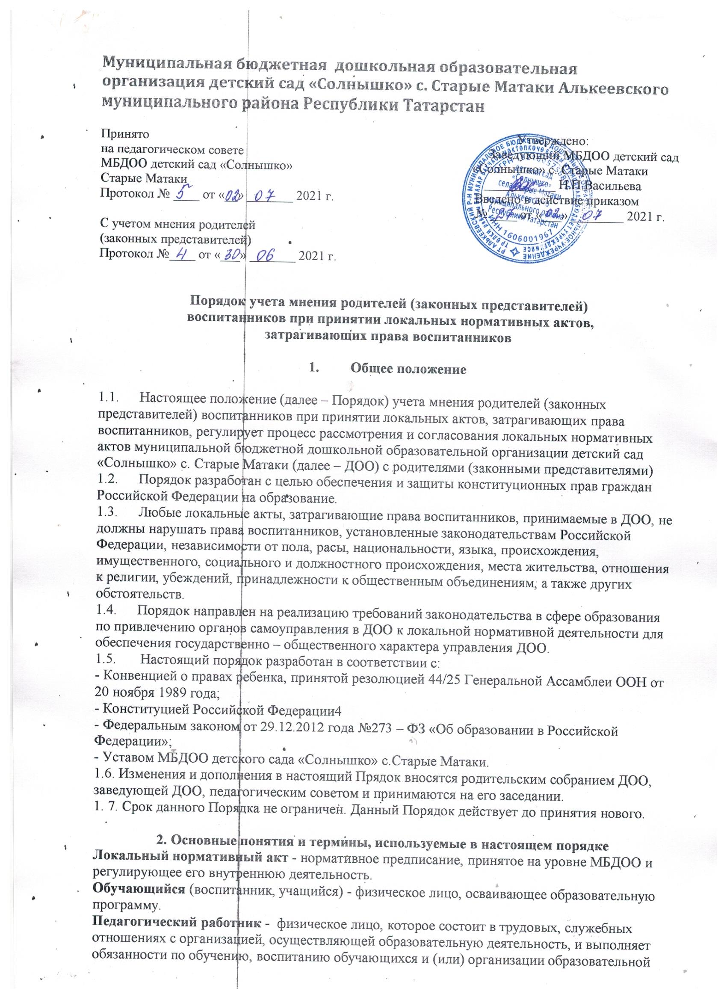 Муниципальная бюджетная дошкольная образовательная
организация детский сад «Солнышко» с. Старые Матаки Алькеевского
муниципального района Республики Татарстан
Принято
на педагогическом совете
МБДОО детский сад «Солнышко»
Старые Матаки
Протокол № 5 от «02» 07 2021 г.
С учетом мнения родителей
(законных представителей)
Протокол № 4 от «30» 06 2021 г.
Утверждено:
Заведующий МБДОО детский сад
«Солнышко» с. Старые Матаки
Н.П.Васильева
Введено в действие приказом
№ 27 от «02» 07 2021 г.
детский сад
«Солнышко»
села Старые Матаки
Алькеевского
муниципального района
Республики Татарстан
ИНН 1606001967
Порядок учета мнения родителей (законных представителей)
воспитанников при принятии локальных нормативных актов,
затрагивающих права воспитанников
1. Общее положение
1.1. Настоящее положение (далее – Порядок) учета мнения родителей (законных
представителей) воспитанников при принятии локальных актов, затрагивающих права
воспитанников, регулирует процесс рассмотрения и согласования локальных нормативных
актов муниципальной бюджетной дошкольной образовательной организации детский сад
«Солнышко» с. Старые Матаки (далее – ДОО) с родителями (законными представителями)
1.2. Порядок разработан с целью обеспечения и защиты конституционных прав граждан
Российской Федерации на образование.
1.3. Любые локальные акты, затрагивающие права воспитанников, принимаемые в ДОО, не
должны нарушать права воспитанников, установленные законодательствам Российской
Федерации, независимости от пола, расы, национальности, языка, происхождения,
имущественного, социального и должностного происхождения, места жительства, отношения
к религии, убеждений, принадлежности к общественным объединениям, а также других
обстоятельств.
1.4. Порядок направлен на реализацию требований законодательства в сфере образования
по привлечению органов самоуправления в ДОО к локальной нормативной деятельности для
обеспечения государственно – общественного характера управления ДОО.
1.5. Настоящий порядок разработан в соответствии с:
- Конвенцией о правах ребенка, принятой резолюцией 44/25 Генеральной Ассамблеи ООН от
20 ноября 1989 года;
- Конституцией Российской Федерации4
- Федеральным законом от 29.12.2012 года №273 – ФЗ «Об образовании в Российской
Федерации»;
- Уставом МБДОО детского сада «Солнышко» с.Старые Матаки.
1.6. Изменения и дополнения в настоящий Прядок вносятся родительским собранием ДОО,
заведующей ДОО, педагогическим советом и принимаются на его заседании.
1. 7. Срок данного Порядка не ограничен. Данный Порядок действует до принятия нового.
2. Основные понятия и термины, используемые в настоящем порядке
Локальный нормативный акт - нормативное предписание, принятое на уровне МБДОО и
регулирующее его внутреннюю деятельность.
Обучающийся (воспитанник, учащийся) - физическое лицо, осваивающее образовательную
программу.
Педагогический работник - физическое лицо, которое состоит в трудовых, служебных
отношениях с организацией, осуществляющей образовательную деятельность, и выполняет
обязанности по обучению, воспитанию обучающихся и (или) организации образовательной